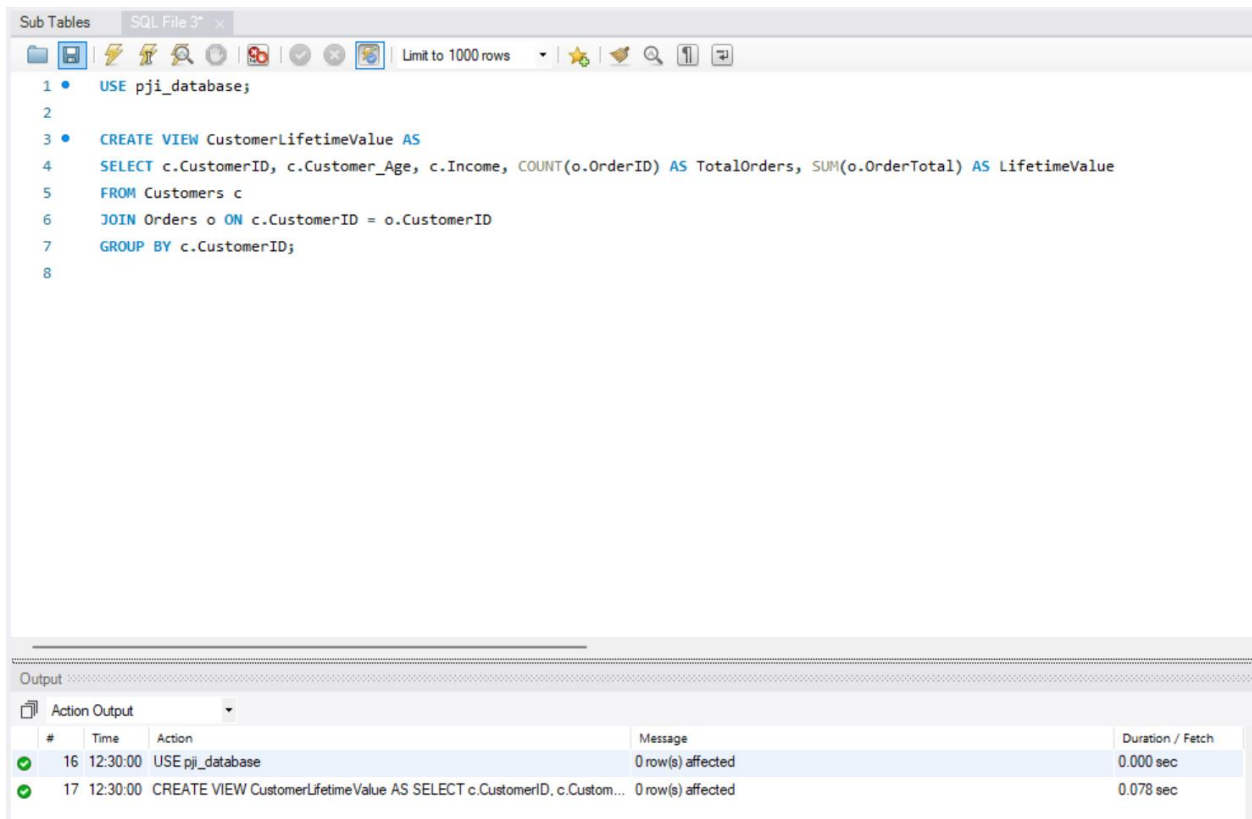 Sub Tables SQL File 3*
Limit to 1000 rows
1 USE pji_database;
2
3 CREATE VIEW CustomerLifetimeValue AS
4 SELECT c.CustomerID, c.Customer_Age, c.Income, COUNT(o.OrderID) AS TotalOrders, SUM(o.OrderTotal) AS LifetimeValue
5 FROM Customers c
6 JOIN Orders o ON c.CustomerID = o.CustomerID
7 GROUP BY c.CustomerID;
8
Output
Action Output
# Time Action Message Duration / Fetch
16 12:30:00 USE pji_database 0 row(s) affected 0.000 sec
17 12:30:00 CREATE VIEW CustomerLifetimeValue AS SELECT c.CustomerID, c.Custom... 0 row(s) affected 0.078 sec